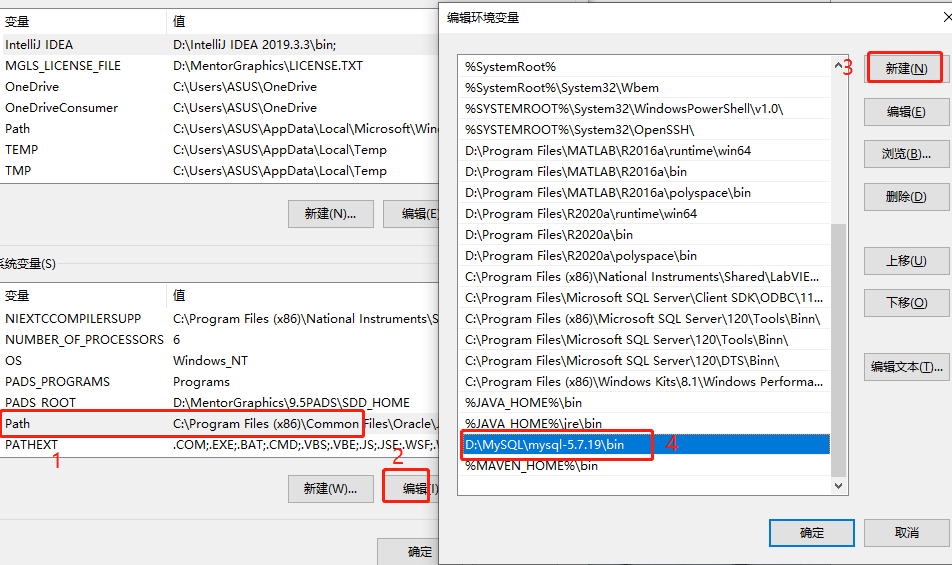 变量 值
IntelliJ IDEA D:\IntelliJ IDEA 2019.3.3\bin;
MGLS_LICENSE_FILE D:\MentorGraphics\LICENSE.TXT
OneDrive C:\Users\ASUS\OneDrive
OneDriveConsumer C:\Users\ASUS\OneDrive
Path C:\Users\ASUS\AppData\Local\Microsoft\Win
TEMP C:\Users\ASUS\AppData\Local\Temp
TMP C:\Users\ASUS\AppData\Local\Temp
新建(N)... 编辑(E)
系统变量(S)
变量 值
NIEXTCCOMPILERSUPP C:\Program Files (x86)\National Instruments\S
NUMBER_OF_PROCESSORS 6
OS Windows_NT
PADS_PROGRAMS Programs
PADS_ROOT D:\MentorGraphics\9.5PADS\SDD_HOME
Path C:\Program Files (x86)\Common Files\Oracle\J
PATHEXT .COM;.EXE;.BAT;.CMD;.VBS;.VBE;.JS;.JSE;.WSF;
1
2
新建(W)... 编辑(I)
确定
编辑环境变量
%SystemRoot%
%SystemRoot%\System32\Wbem
%SYSTEMROOT%\System32\WindowsPowerShell\v1.0\
%SYSTEMROOT%\System32\OpenSSH\
D:\Program Files\MATLAB\R2016a\runtime\win64
D:\Program Files\MATLAB\R2016a\bin
D:\Program Files\MATLAB\R2016a\polyspace\bin
D:\Program Files\R2020a\runtime\win64
D:\Program Files\R2020a\bin
D:\Program Files\R2020a\polyspace\bin
C:\Program Files (x86)\National Instruments\Shared\LabVIE...
C:\Program Files\Microsoft SQL Server\Client SDK\ODBC\11...
C:\Program Files (x86)\Microsoft SQL Server\120\Tools\Binn\
C:\Program Files\Microsoft SQL Server\120\Tools\Binn\
C:\Program Files\Microsoft SQL Server\120\DTS\Binn\
C:\Program Files (x86)\Windows Kits\8.1\Windows Performa...
%JAVA_HOME%\bin
%JAVA_HOME%\jre\bin
D:\MySQL\mysql-5.7.19\bin 4
%MAVEN_HOME%\bin
3 新建(N)
编辑(E)
浏览(B)...
删除(D)
上移(U)
下移(O)
编辑文本(T)...
确定 取消